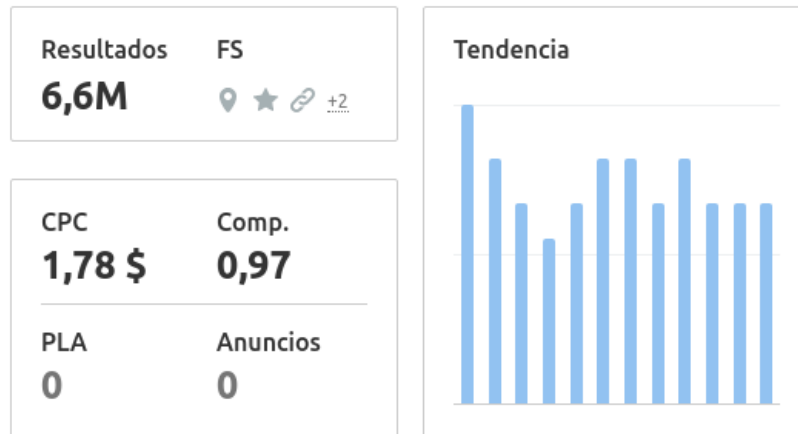 Resultados FS
6,6M +2
CPC Comp.
1,78 $ 0,97
PLA Anuncios
0 0
Tendencia